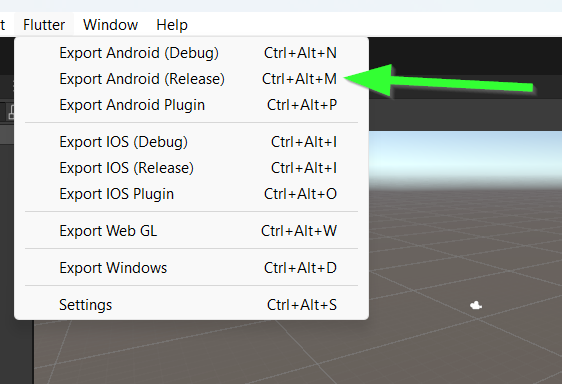 t Flutter Window Help
Export Android (Debug) Ctrl+Alt+N
Export Android (Release) Ctrl+Alt+M
Export Android Plugin Ctrl+Alt+P
Export IOS (Debug) Ctrl+Alt+I
Export IOS (Release) Ctrl+Alt+I
Export IOS Plugin Ctrl+Alt+O
Export Web GL Ctrl+Alt+W
Export Windows Ctrl+Alt+D
Settings Ctrl+Alt+S